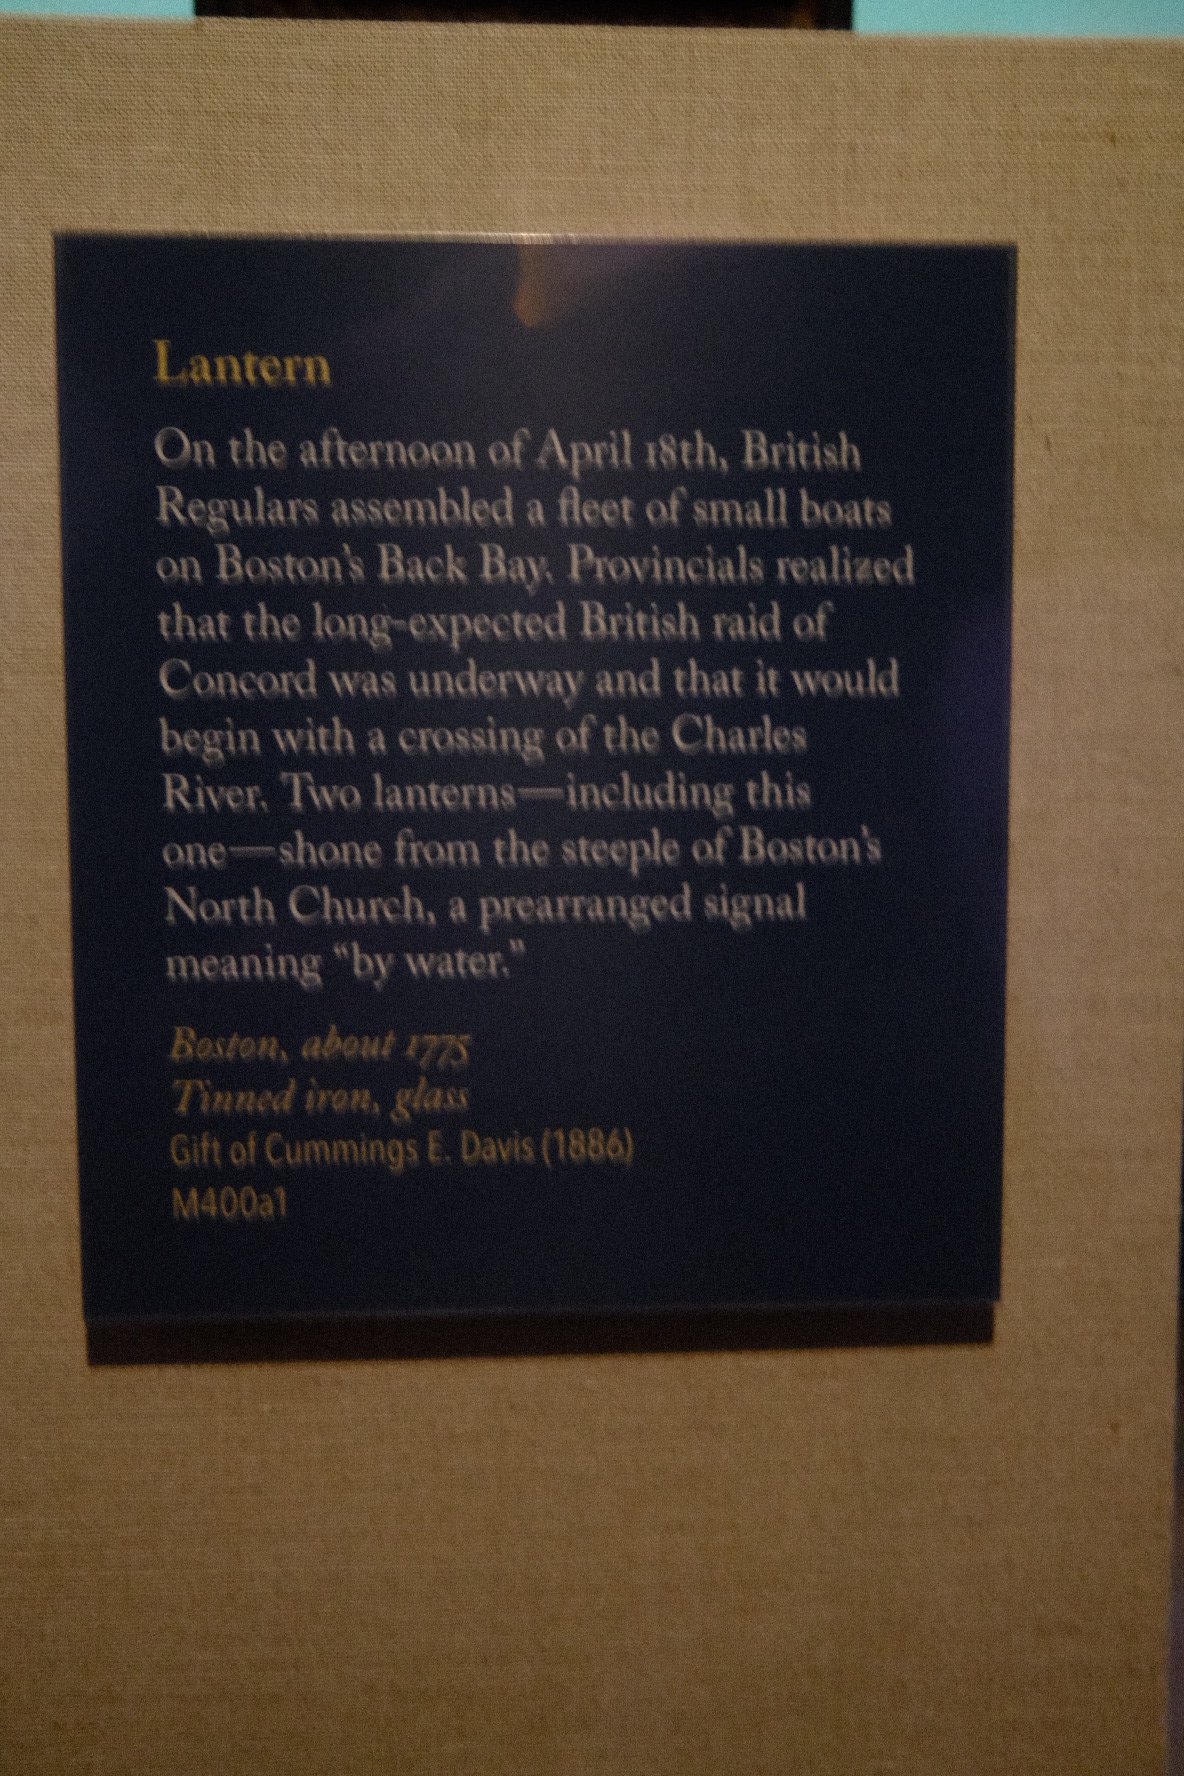 Lantern
On the afternoon of April 18th, British
Regulars assembled a fleet of small boats
on Boston's Back Bay. Provincials realized
that the long-expected British raid of
Concord was underway and that it would
begin with a crossing of the Charles
River. Two lanterns—including this
one—shone from the steeple of Boston's
North Church, a prearranged signal
meaning “by water.”
Boston, about 1775
Tinned iron, glass
Gift of Cummings E. Davis (1886)
M400a1